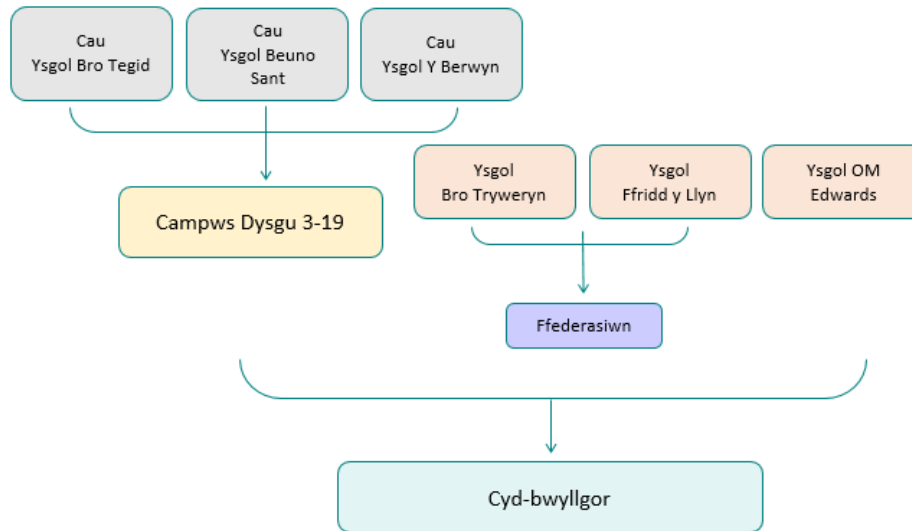 Cau
Ysgol Bro Tegid
Cau
Ysgol Beuno
Sant
Cau
Ysgol Y Berwyn
Ysgol
Bro Tryweryn
Ysgol
Ffridd y Llyn
Ysgol OM
Edwards
Campws Dysgu 3-19
Ffederasiwn
Cyd-bwyllgor